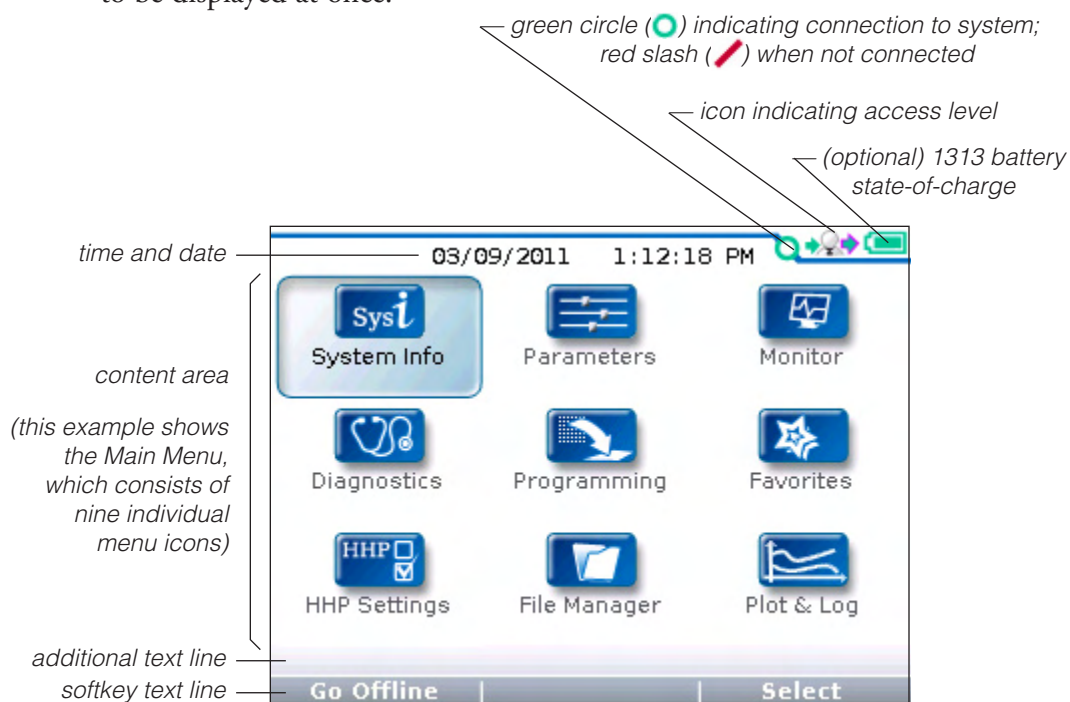 to be displayed at once.
green circle ( ) indicating connection to system;
red slash ( ) when not connected
icon indicating access level
(optional) 1313 battery
state-of-charge
time and date
03/09/2011 1:12:18 PM
Sysi
System Info
Parameters
Monitor
content area
(this example shows
the Main Menu,
which consists of
nine individual
menu icons)
Diagnostics
Programming
Favorites
HHP
HHP Settings
File Manager
Plot & Log
additional text line
softkey text line
Go Offline | | Select